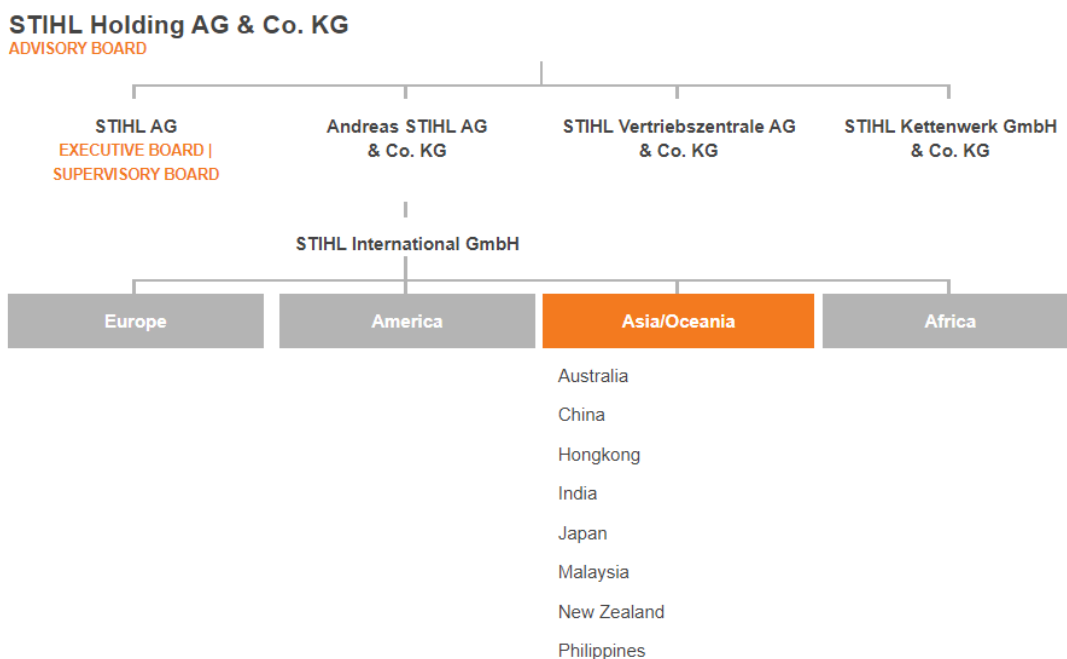 STIHL Holding AG & Co. KG
ADVISORY BOARD
STIHL AG
EXECUTIVE BOARD |
SUPERVISORY BOARD
Andreas STIHL AG
& Co. KG
STIHL Vertriebszentrale AG
& Co. KG
STIHL Kettenwerk GmbH
& Co. KG
STIHL International GmbH
Europe
America
Asia/Oceania
Africa
Australia
China
Hongkong
India
Japan
Malaysia
New Zealand
Philippines